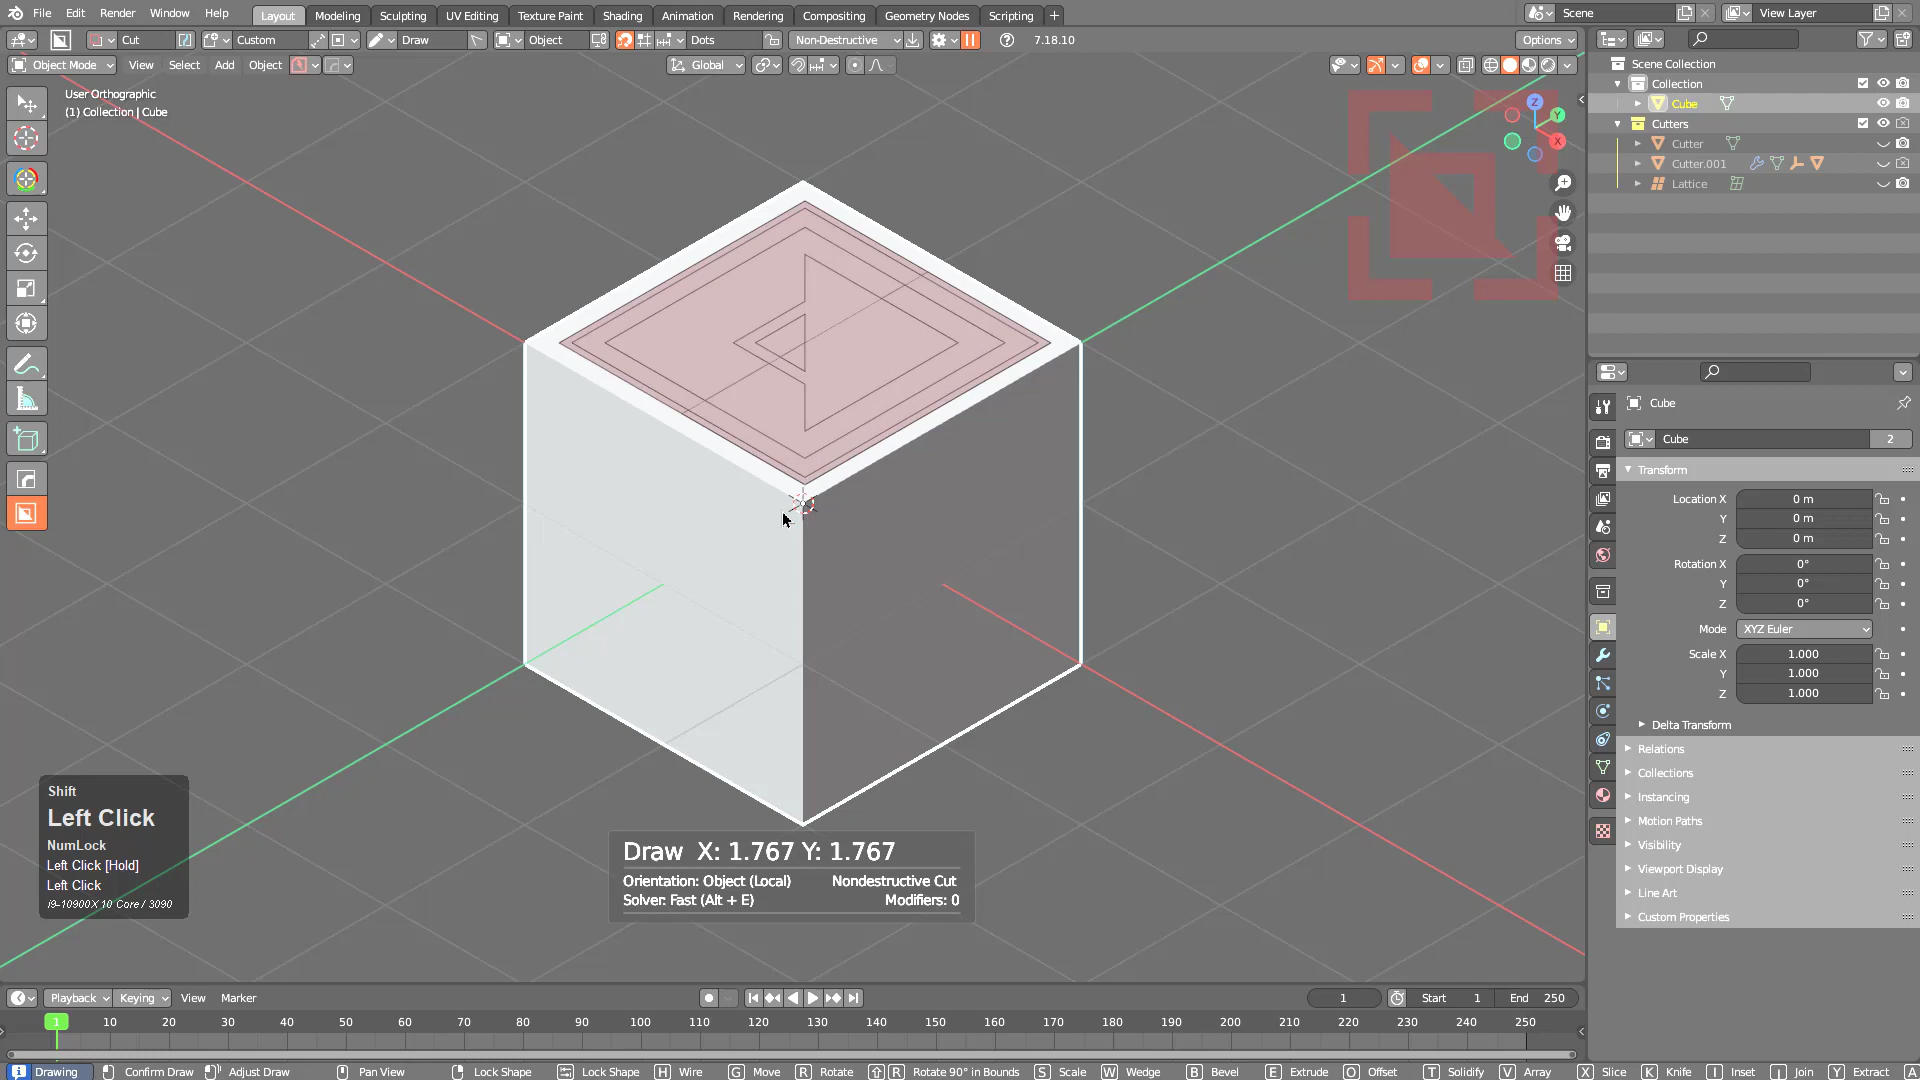 File Edit Render Window Help Layout Modeling Sculpting UV Editing Texture Paint Shading Animation Rendering Compositing Geometry Nodes Scripting + Scene View Layer
Cut Custom Draw Object Dots Non-Destructive 7.18.10 Options
Object Mode View Select Add Object Global
User Orthographic
(1) Collection | Cube
Z
Y
X
Scene Collection
Collection
Cube
Cutters
Cutter
Cutter.001
Lattice
Cube
Cube 2
Transform
Location X 0 m
Y 0 m
Z 0 m
Rotation X 0°
Y 0°
Z 0°
Mode XYZ Euler
Scale X 1.000
Y 1.000
Z 1.000
Delta Transform
Relations
Collections
Instancing
Motion Paths
Visibility
Viewport Display
Line Art
Custom Properties
Shift
Left Click
NumLock
Left Click [Hold]
Left Click
i9-10900X 10 Core / 3090
Draw X: 1.767 Y: 1.767
Orientation: Object (Local) Nondestructive Cut
Solver: Fast (Alt + E) Modifiers: 0
Playback Keying View Marker 1 Start 1 End 250
1 10 20 30 40 50 60 70 80 90 100 110 120 130 140 150 160 170 180 190 200 210 220 230 240 250
Drawing Confirm Draw Adjust Draw Pan View Lock Shape Lock Shape H Wire G Move R Rotate R Rotate 90° in Bounds S Scale W Wedge B Bevel E Extrude O Offset T Solidify V Array X Slice K Knife I Inset J Join Y Extract A